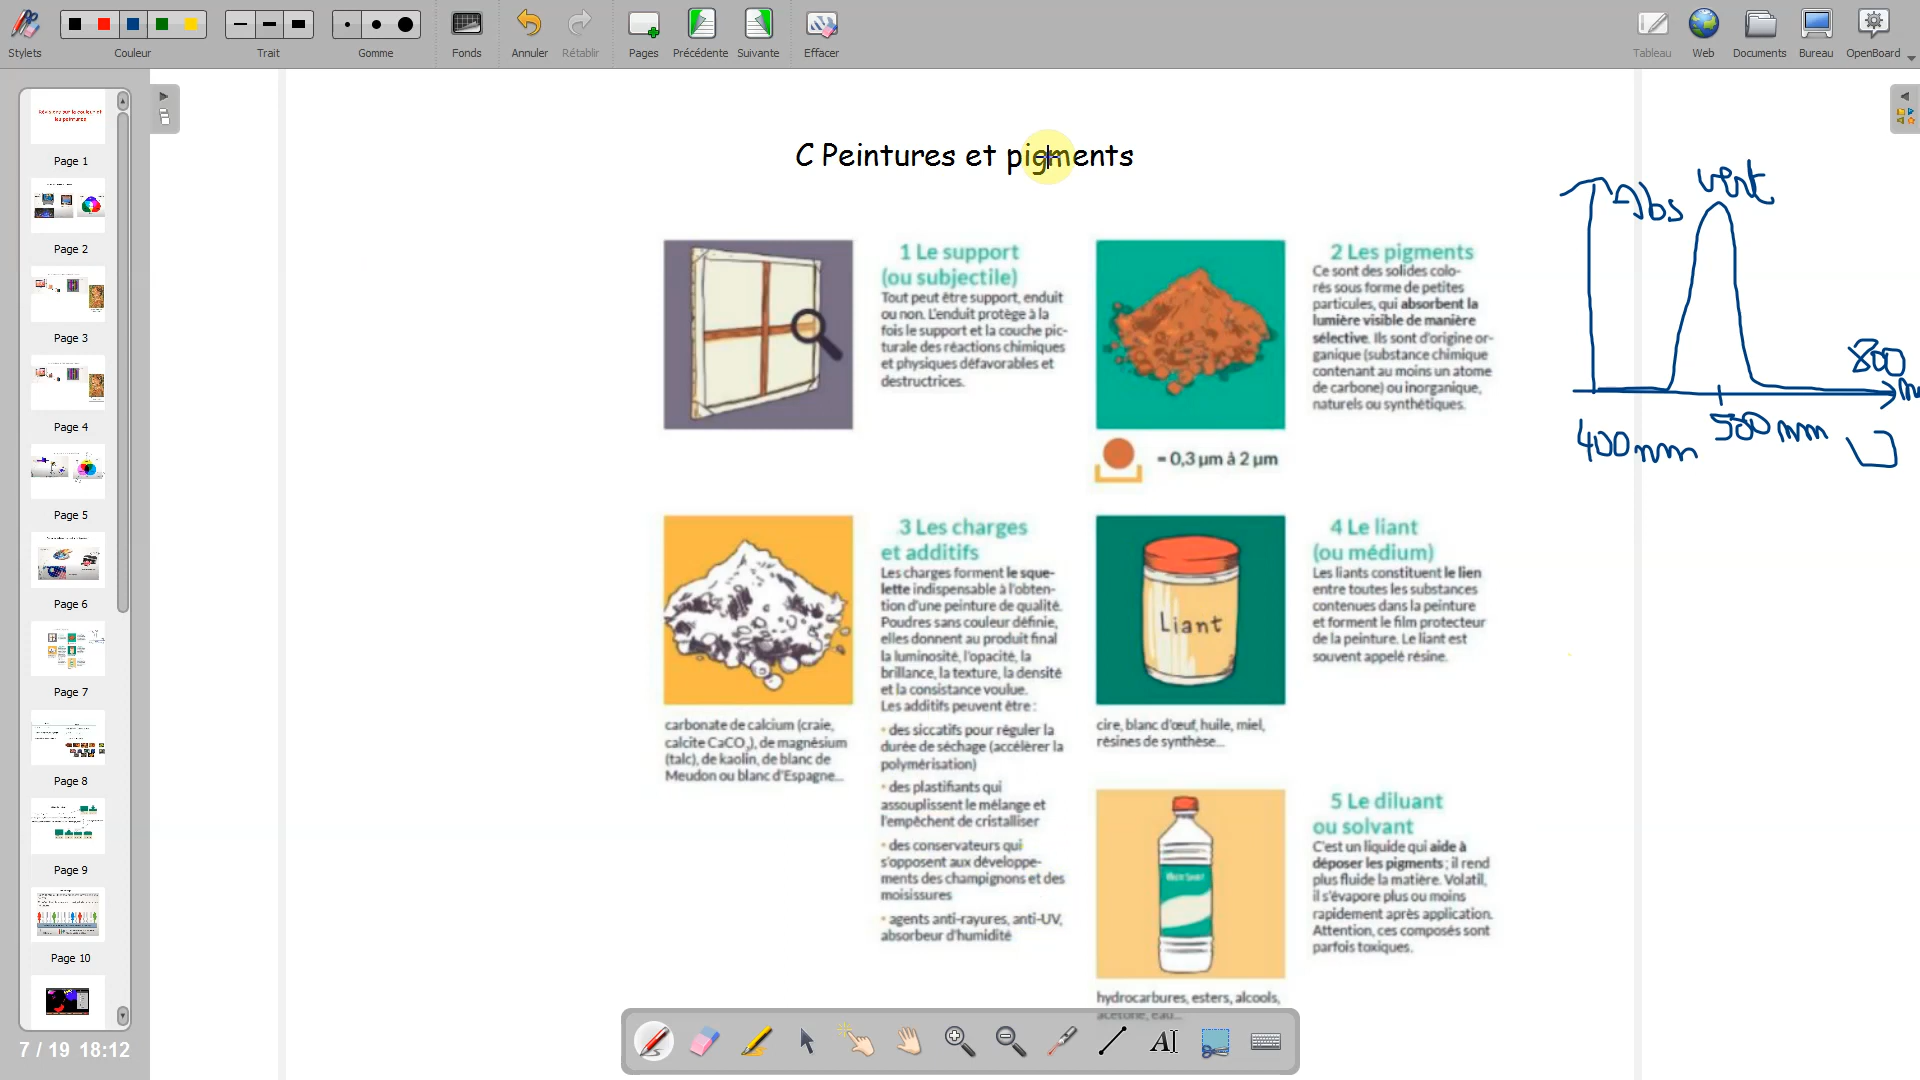 Stylets
Couleur
Trait
Gomme
Fonds
Annuler
Rétablir
Pages
Précédente
Suivante
Effacer
Tableau
Web
Documents
Bureau
OpenBoard
Révisions sur la couleur et
les peintures
Page 1
Page 2
Page 3
Page 4
Page 5
Page 6
Page 7
Page 8
Page 9
Page 10
7 / 19 18:12
C Peintures et pigments
1 Le support
(ou subjectile)
Tout peut être support, enduit
ou non. L'enduit protège à la
fois le support et la couche pic-
turale des réactions chimiques
et physiques défavorables et
destructrices.
2 Les pigments
Ce sont des solides colo-
rés sous forme de petites
particules, qui absorbent la
lumière visible de manière
sélective. Ils sont d'origine or-
ganique (substance chimique
contenant au moins un atome
de carbone) ou inorganique,
naturels ou synthétiques.
= 0,3 µm à 2 µm
3 Les charges
et additifs
Les charges forment le sque-
lette indispensable à l'obten-
tion d'une peinture de qualité.
Poudres sans couleur définie,
elles donnent au produit final
la luminosité, l'opacité, la
brillance, la texture, la densité
et la consistance voulue.
Les additifs peuvent être :
• des siccatifs pour réguler la
durée de séchage (accélérer la
polymérisation)
• des plastifiants qui
assouplissent le mélange et
l'empêchent de cristalliser
• des conservateurs qui
s'opposent aux développe-
ments des champignons et des
moisissures
• agents anti-rayures, anti-UV,
absorbeur d'humidité
carbonate de calcium (craie,
calcite CaCO3), de magnésium
(talc), de kaolin, de blanc de
Meudon ou blanc d'Espagne...
4 Le liant
(ou médium)
Les liants constituent le lien
entre toutes les substances
contenues dans la peinture
et forment le film protecteur
de la peinture. Le liant est
souvent appelé résine.
Liant
cire, blanc d'œuf, huile, miel,
résines de synthèse...
5 Le diluant
ou solvant
C'est un liquide qui aide à
déposer les pigments ; il rend
plus fluide la matière. Volatil,
il s'évapore plus ou moins
rapidement après application.
Attention, ces composés sont
parfois toxiques.
hydrocarbures, esters, alcools,
acétone, eau...
Abs
vert
800
400 nm
550 nm
AI